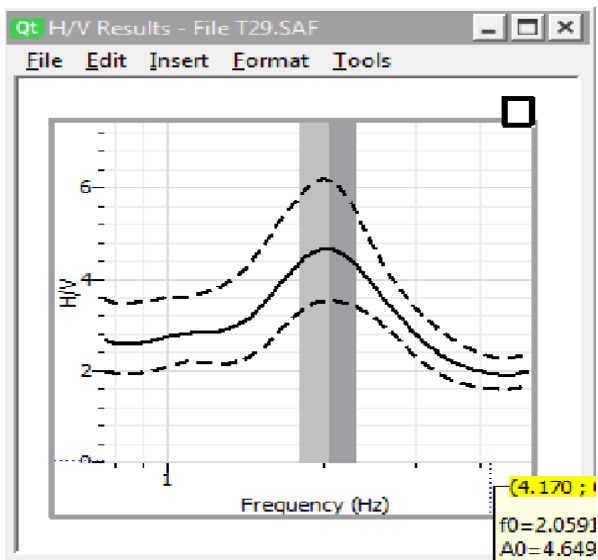 Qt H/V Results - File T29.SAF
File Edit Insert Format Tools
6
4
H/V
2
0
1
Frequency (Hz)
(4.170 ;
f0=2.0591
A0=4.649